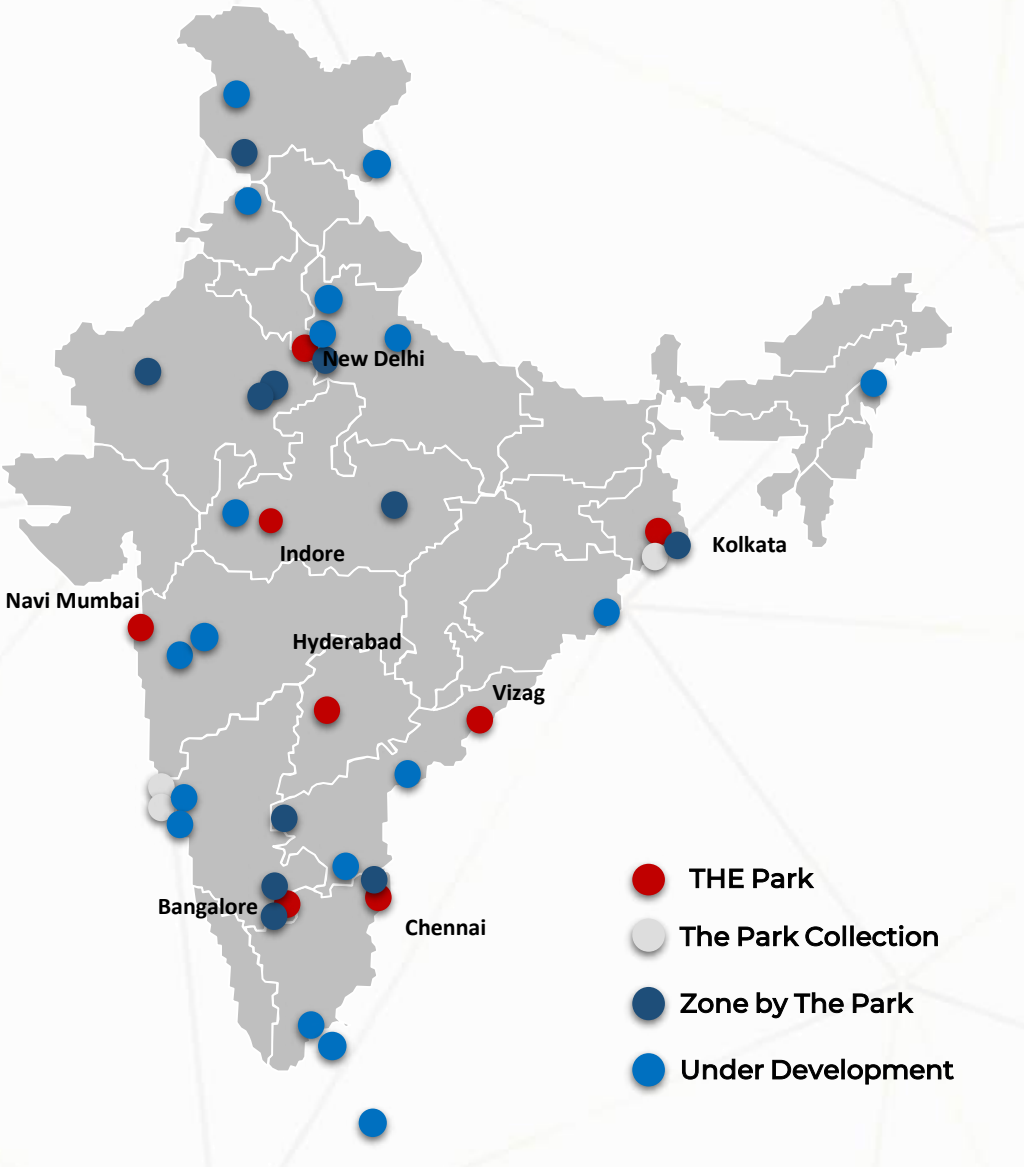 New Delhi
Kolkata
Indore
Navi Mumbai
Hyderabad
Vizag
THE Park
Bangalore
Chennai
The Park Collection
Zone by The Park
Under Development